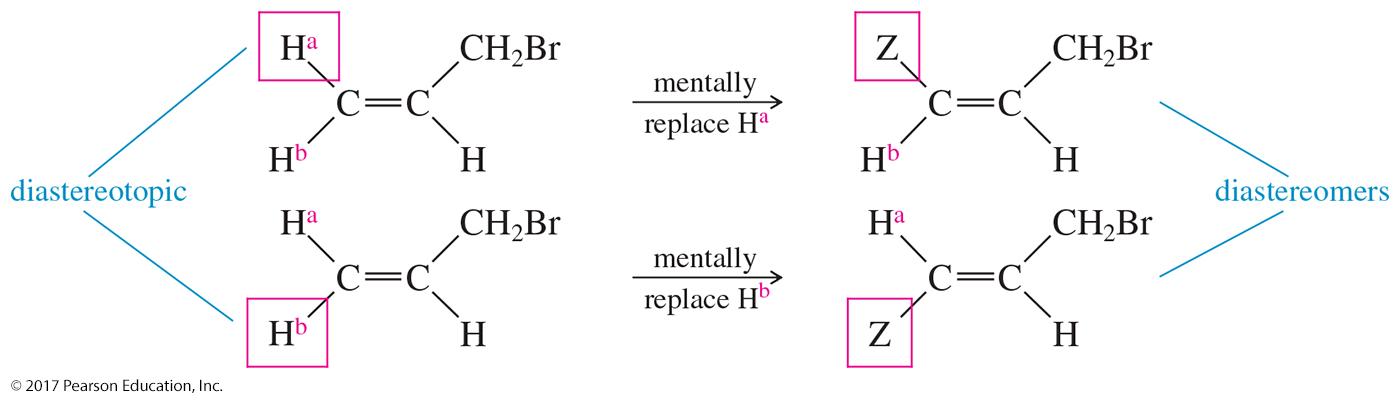 Hᵃ CH₂Br Z CH₂Br
C=C mentally replace Hᵃ C=C
Hᵇ H Hᵇ H
diastereotopic diastereomers
Hᵃ CH₂Br Hᵃ CH₂Br
C=C mentally replace Hᵇ C=C
Hᵇ H Z H
© 2017 Pearson Education, Inc.